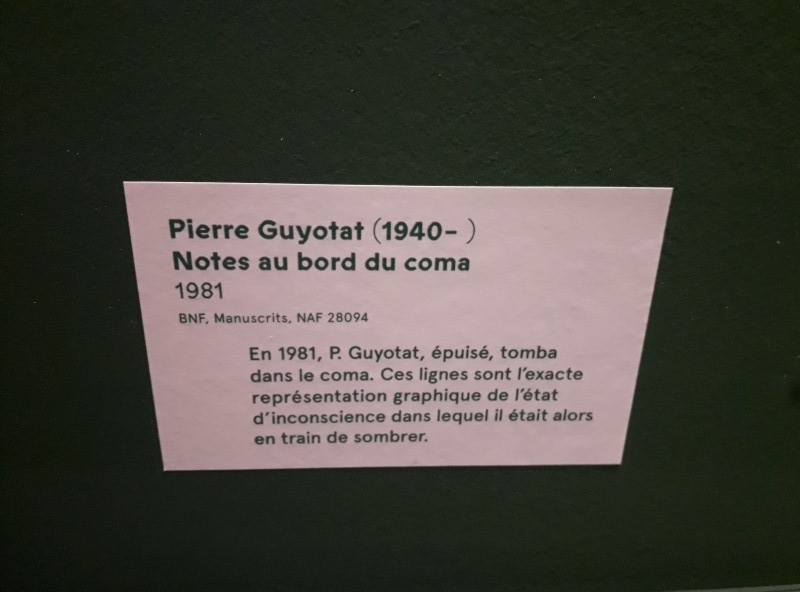 Pierre Guyotat (1940- )
Notes au bord du coma
1981
BNF, Manuscrits, NAF 28094
En 1981, P. Guyotat, épuisé, tomba
dans le coma. Ces lignes sont l'exacte
représentation graphique de l'état
d'inconscience dans lequel il était alors
en train de sombrer.